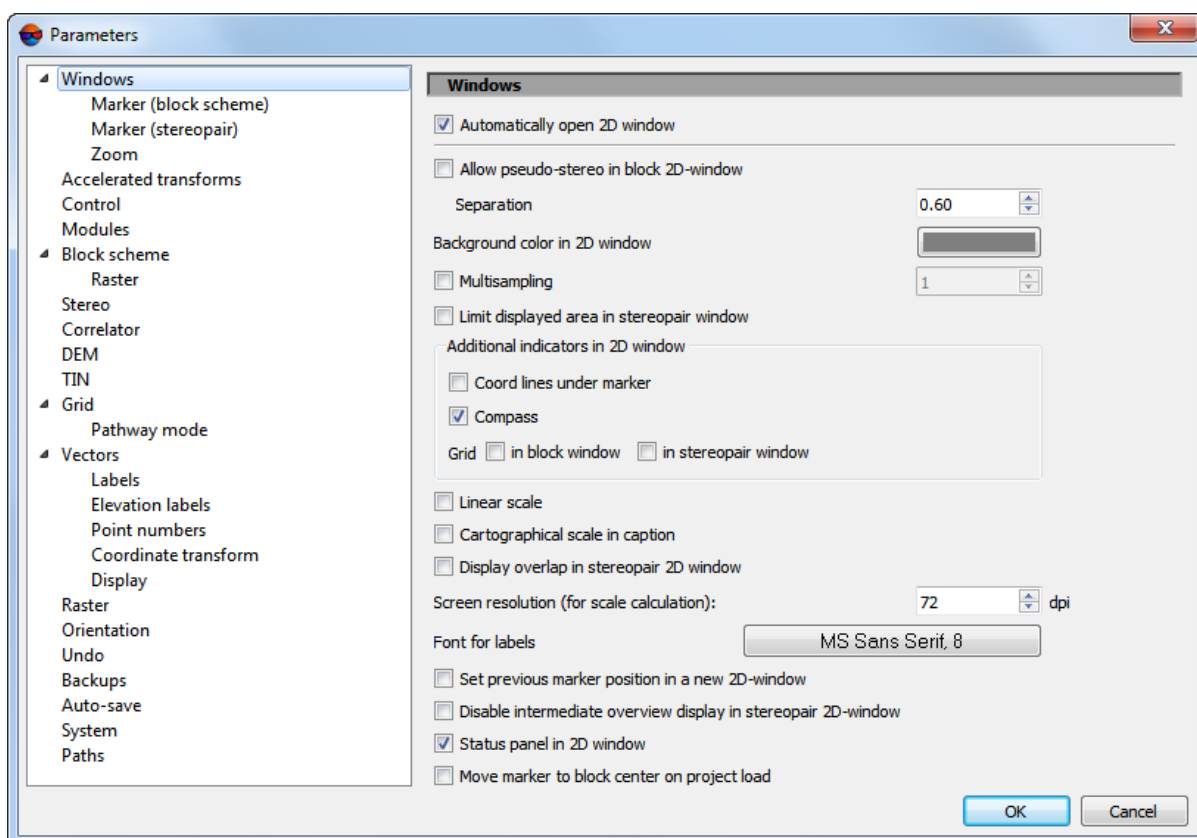 Parameters
Windows
Marker (block scheme)
Marker (stereopair)
Zoom
Accelerated transforms
Control
Modules
Block scheme
Raster
Stereo
Correlator
DEM
TIN
Grid
Pathway mode
Vectors
Labels
Elevation labels
Point numbers
Coordinate transform
Display
Raster
Orientation
Undo
Backups
Auto-save
System
Paths
Windows
Automatically open 2D window
Allow pseudo-stereo in block 2D-window
Separation 0.60
Background color in 2D window
Multisampling 1
Limit displayed area in stereopair window
Additional indicators in 2D window
Coord lines under marker
Compass
Grid in block window in stereopair window
Linear scale
Cartographical scale in caption
Display overlap in stereopair 2D window
Screen resolution (for scale calculation): 72 dpi
Font for labels MS Sans Serif, 8
Set previous marker position in a new 2D-window
Disable intermediate overview display in stereopair 2D-window
Status panel in 2D window
Move marker to block center on project load
OK Cancel